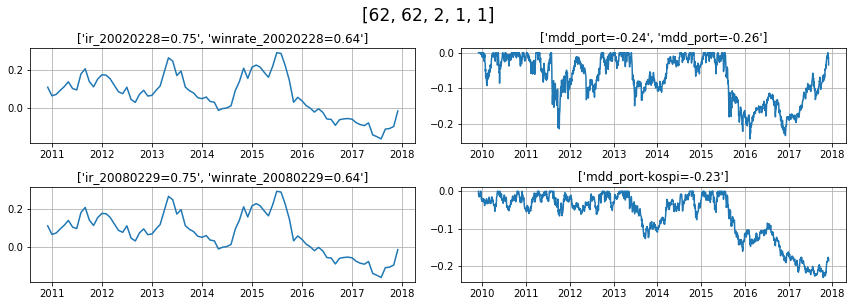 [62, 62, 2, 1, 1]
['ir_20020228=0.75', 'winrate_20020228=0.64']
0.2
0.0
2011 2012 2013 2014 2015 2016 2017 2018
['mdd_port=-0.24', 'mdd_port=-0.26']
0.0
−0.1
−0.2
2010 2011 2012 2013 2014 2015 2016 2017 2018
['ir_20080229=0.75', 'winrate_20080229=0.64']
0.2
0.0
2011 2012 2013 2014 2015 2016 2017 2018
['mdd_port-kospi=-0.23']
0.0
−0.1
−0.2
2010 2011 2012 2013 2014 2015 2016 2017 2018